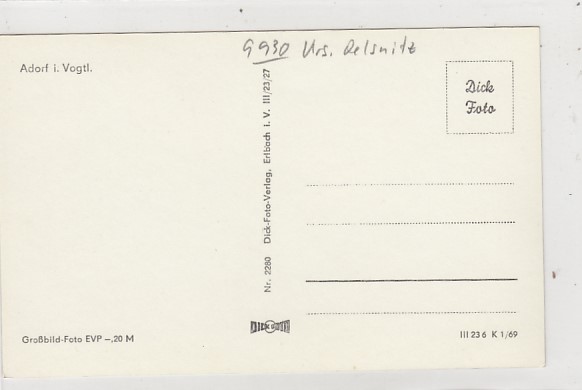 9930 Krs. Oelsnitz
Adorf i. Vogtl.
Dick
Foto
Nr. 2280 Dick-Foto-Verlag, Erlbach i. V. III/23/27
Großbild-Foto EVP –,20 M
III 23 6 K 1/69